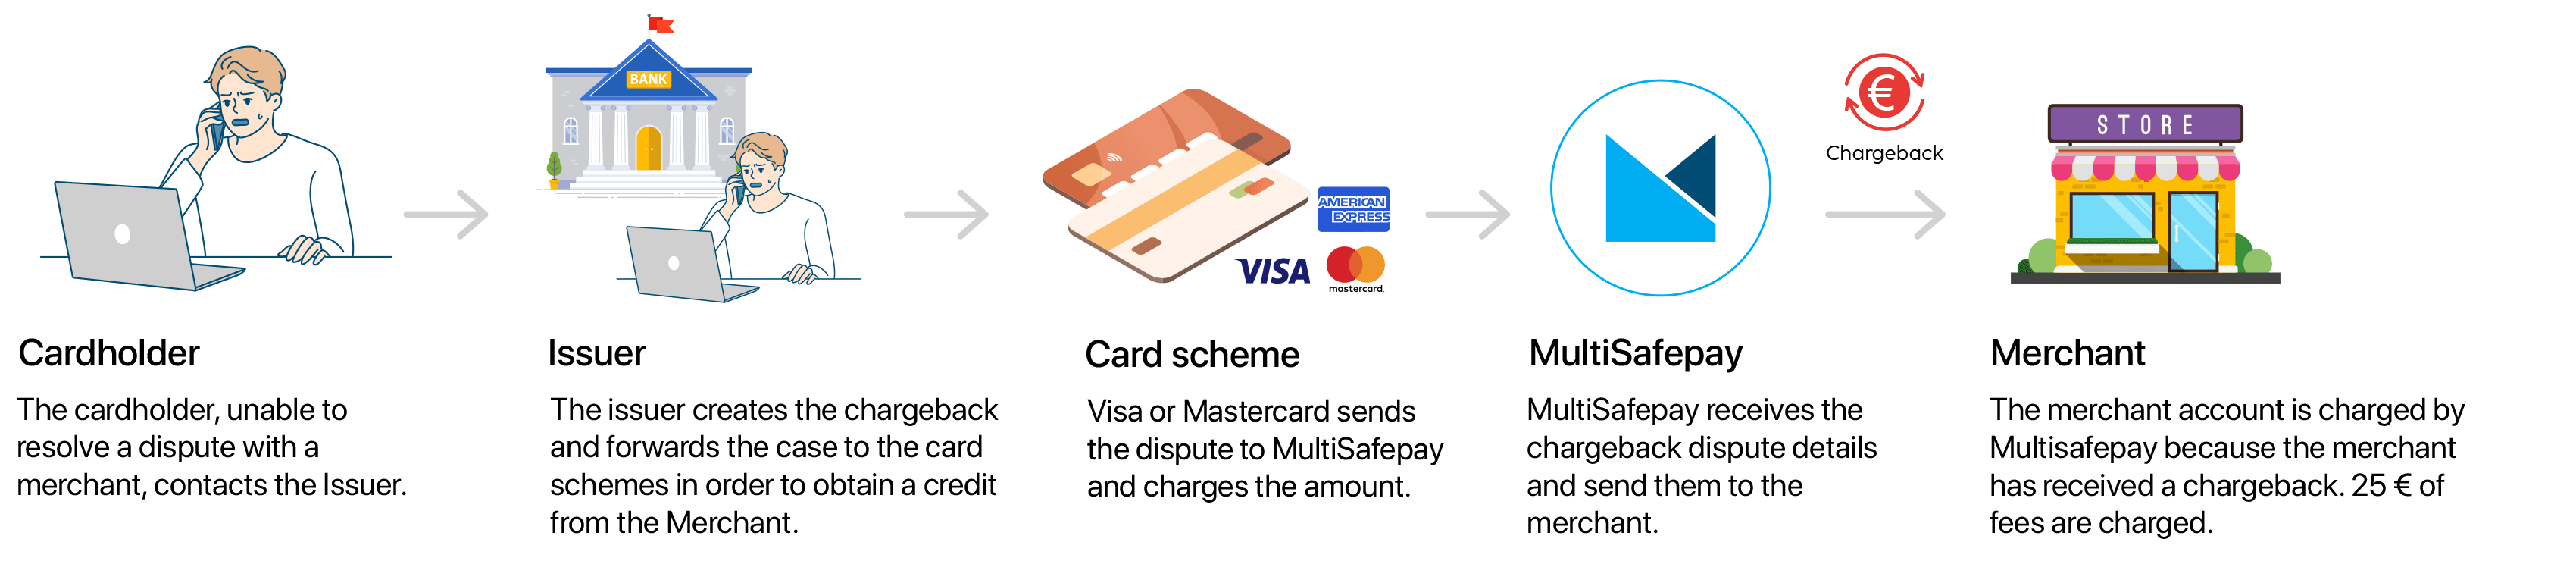 BANK
AMERICAN
EXPRESS
VISA
mastercard.
€
Chargeback
STORE
Cardholder
The cardholder, unable to
resolve a dispute with a
merchant, contacts the Issuer.
Issuer
The issuer creates the chargeback
and forwards the case to the card
schemes in order to obtain a credit
from the Merchant.
Card scheme
Visa or Mastercard sends
the dispute to MultiSafepay
and charges the amount.
MultiSafepay
MultiSafepay receives the
chargeback dispute details
and send them to the
merchant.
Merchant
The merchant account is charged by
Multisafepay because the merchant
has received a chargeback. 25 € of
fees are charged.